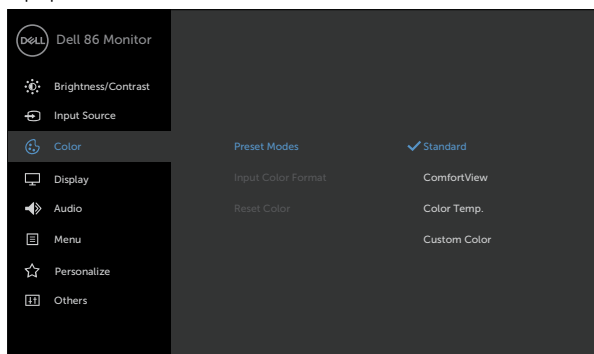 DELL Dell 86 Monitor
Brightness/Contrast
Input Source
Color Preset Modes Standard
Display Input Color Format ComfortView
Audio Reset Color Color Temp.
Menu Custom Color
Personalize
Others